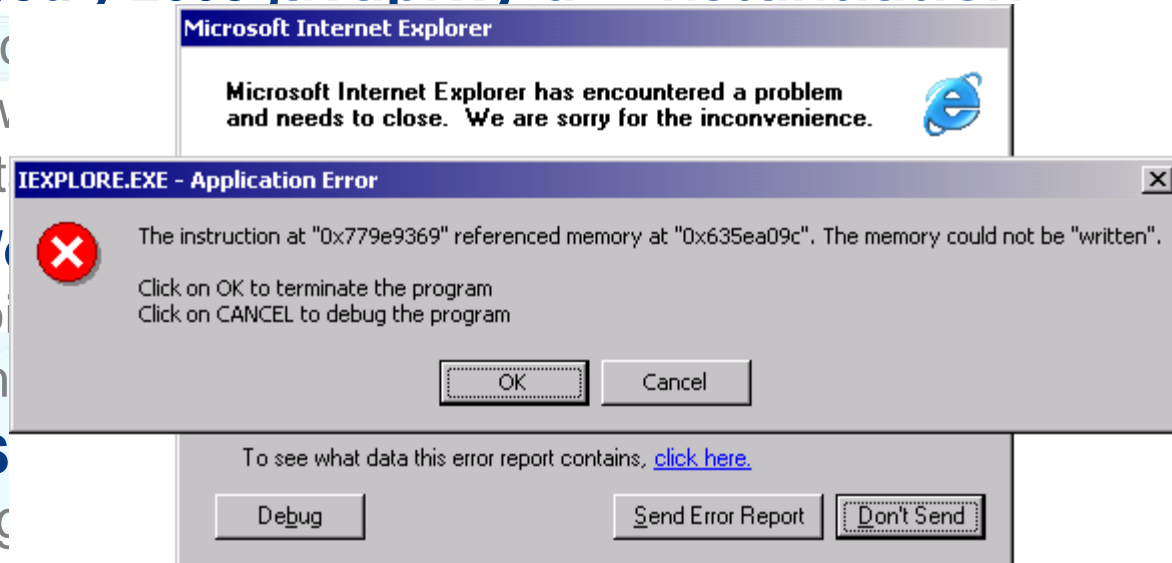 Microsoft Internet Explorer
Microsoft Internet Explorer has encountered a problem
and needs to close. We are sorry for the inconvenience.
IEXPLORE.EXE - Application Error
The instruction at "0x779e9369" referenced memory at "0x635ea09c". The memory could not be "written".
Click on OK to terminate the program
Click on CANCEL to debug the program
OK Cancel
To see what data this error report contains, click here.
Debug Send Error Report Don't Send